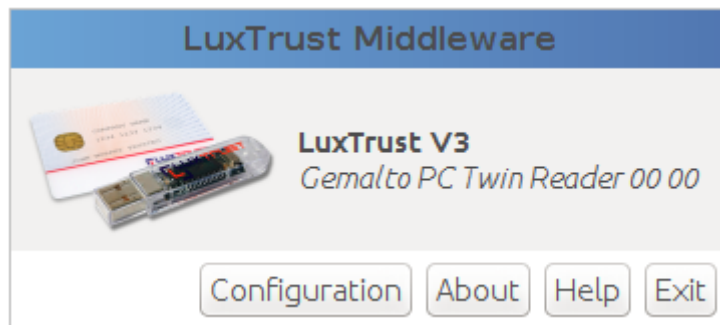 LuxTrust Middleware
LuxTrust V3
Gemalto PC Twin Reader 00 00
Configuration
About
Help
Exit